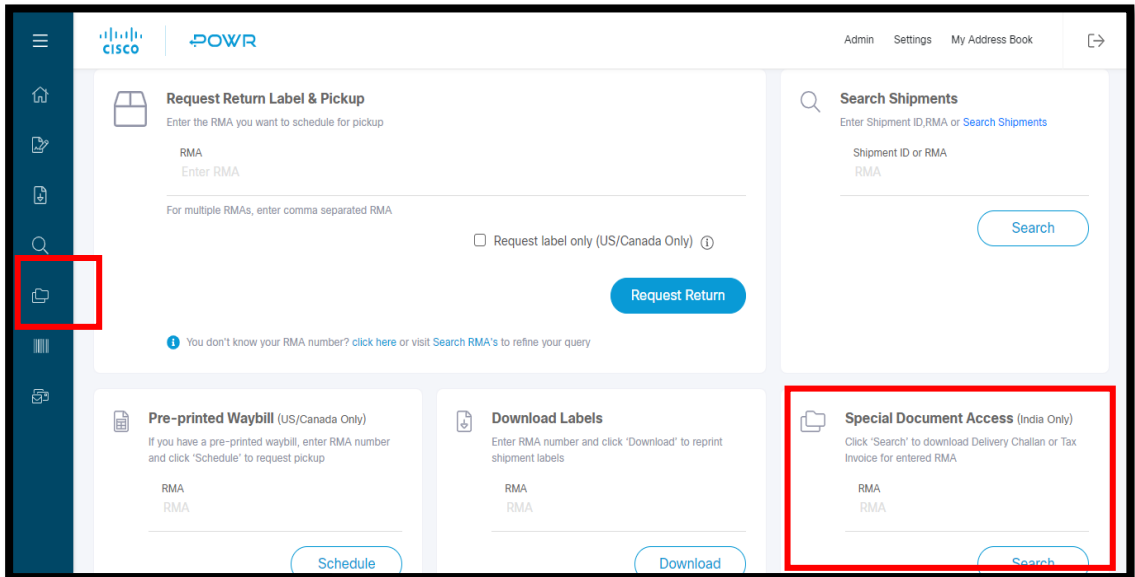 CISCO
POWR
Admin Settings My Address Book
Request Return Label & Pickup
Enter the RMA you want to schedule for pickup
RMA
Enter RMA
For multiple RMAs, enter comma separated RMA
Request label only (US/Canada Only)
Request Return
You don't know your RMA number? click here or visit Search RMA's to refine your query
Search Shipments
Enter Shipment ID,RMA or Search Shipments
Shipment ID or RMA
RMA
Search
Pre-printed Waybill (US/Canada Only)
If you have a pre-printed waybill, enter RMA number
and click 'Schedule' to request pickup
RMA
RMA
Schedule
Download Labels
Enter RMA number and click 'Download' to reprint
shipment labels
RMA
RMA
Download
Special Document Access (India Only)
Click 'Search' to download Delivery Challan or Tax
Invoice for entered RMA
RMA
RMA
Search